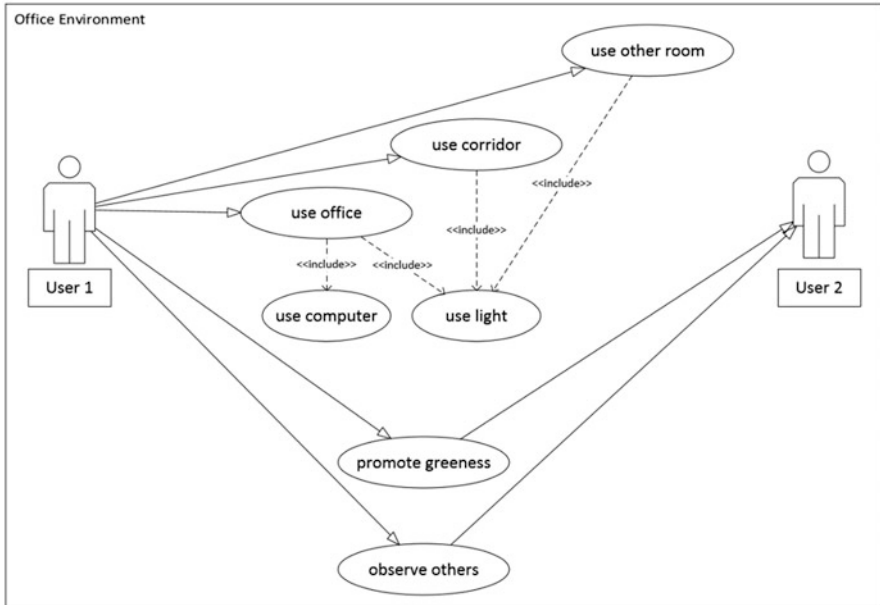 Office Environment
use other room
use corridor
<<include>>
<<include>>
use office
<<include>>
<<include>>
User 1
User 2
use computer
use light
promote greeness
observe others